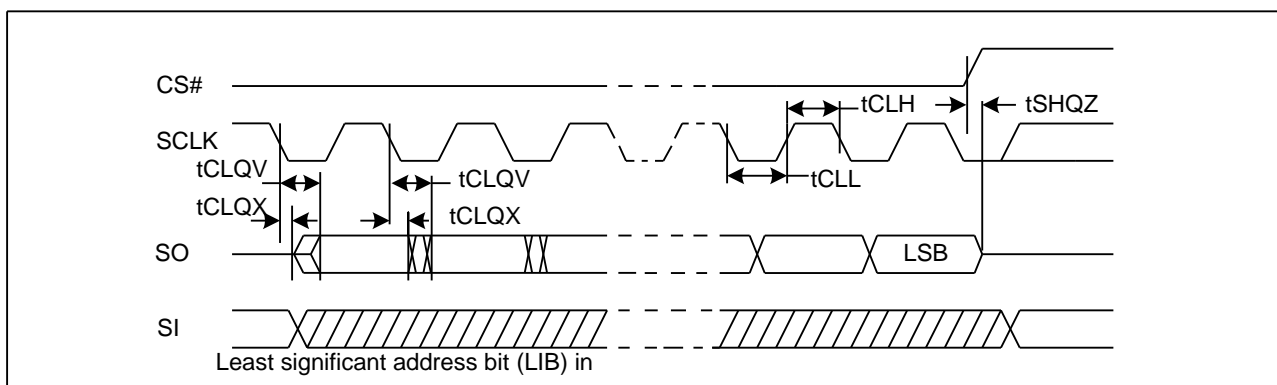 CS#
tCLH
tSHQZ
SCLK
tCLQV
tCLQV
tCLL
tCLQX
tCLQX
SO
LSB
SI
Least significant address bit (LIB) in